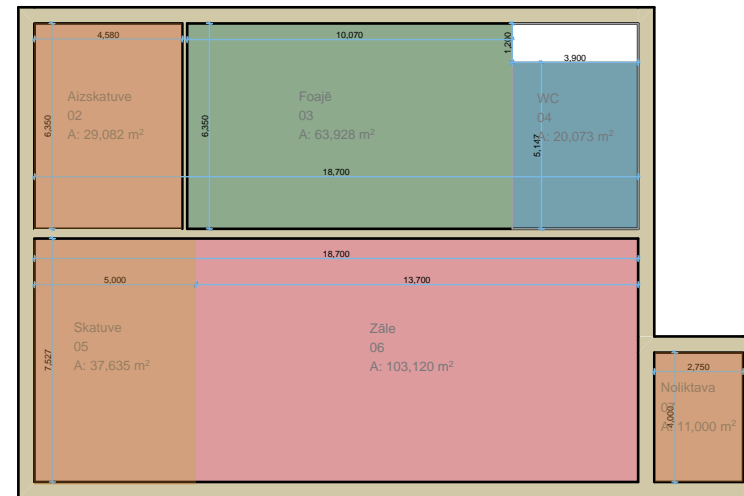 4,580
10,070
1,200
3,900
Aizskatuve
02
A: 29,082 m²
6,350
Foajē
03
A: 63,928 m²
6,350
WC
04
A: 20,073 m²
5,147
18,700
18,700
5,000
13,700
Skatuve
05
A: 37,635 m²
7,527
Zāle
06
A: 103,120 m²
2,750
Noliktava
A: 11,000 m²
4,000